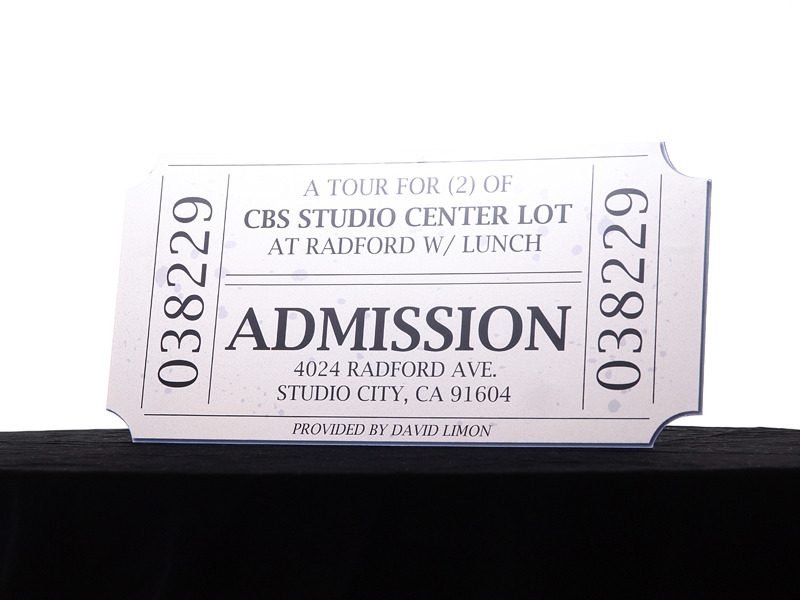 038229
A TOUR FOR (2) OF
CBS STUDIO CENTER LOT
AT RADFORD W/ LUNCH
ADMISSION
4024 RADFORD AVE.
STUDIO CITY, CA 91604
PROVIDED BY DAVID LIMON
038229